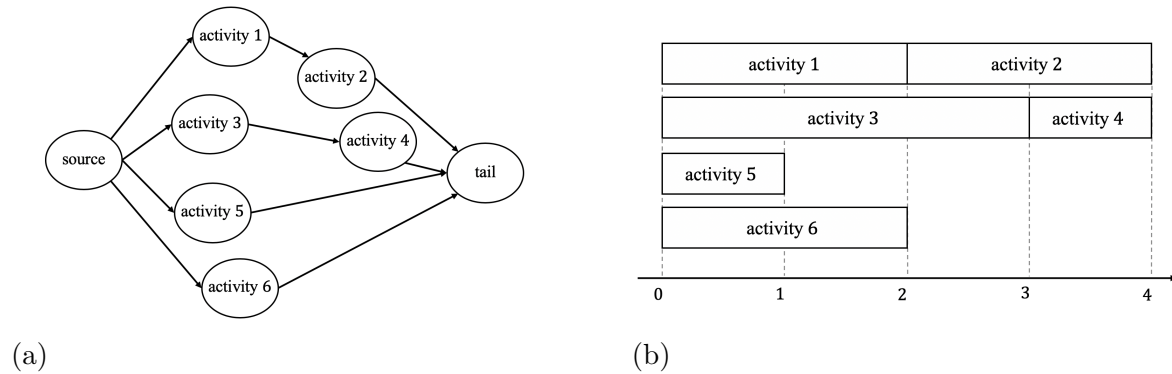 activity 1
activity 2
activity 3
activity 4
source
tail
activity 5
activity 6
(a)
activity 1 activity 2
activity 3 activity 4
activity 5
activity 6
0 1 2 3 4
(b)